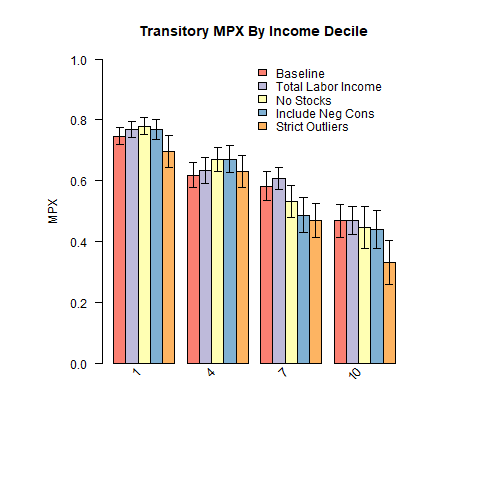 Transitory MPX By Income Decile
Baseline
Total Labor Income
No Stocks
Include Neg Cons
Strict Outliers
MPX
1.0
0.8
0.6
0.4
0.2
0.0
1
4
7
10